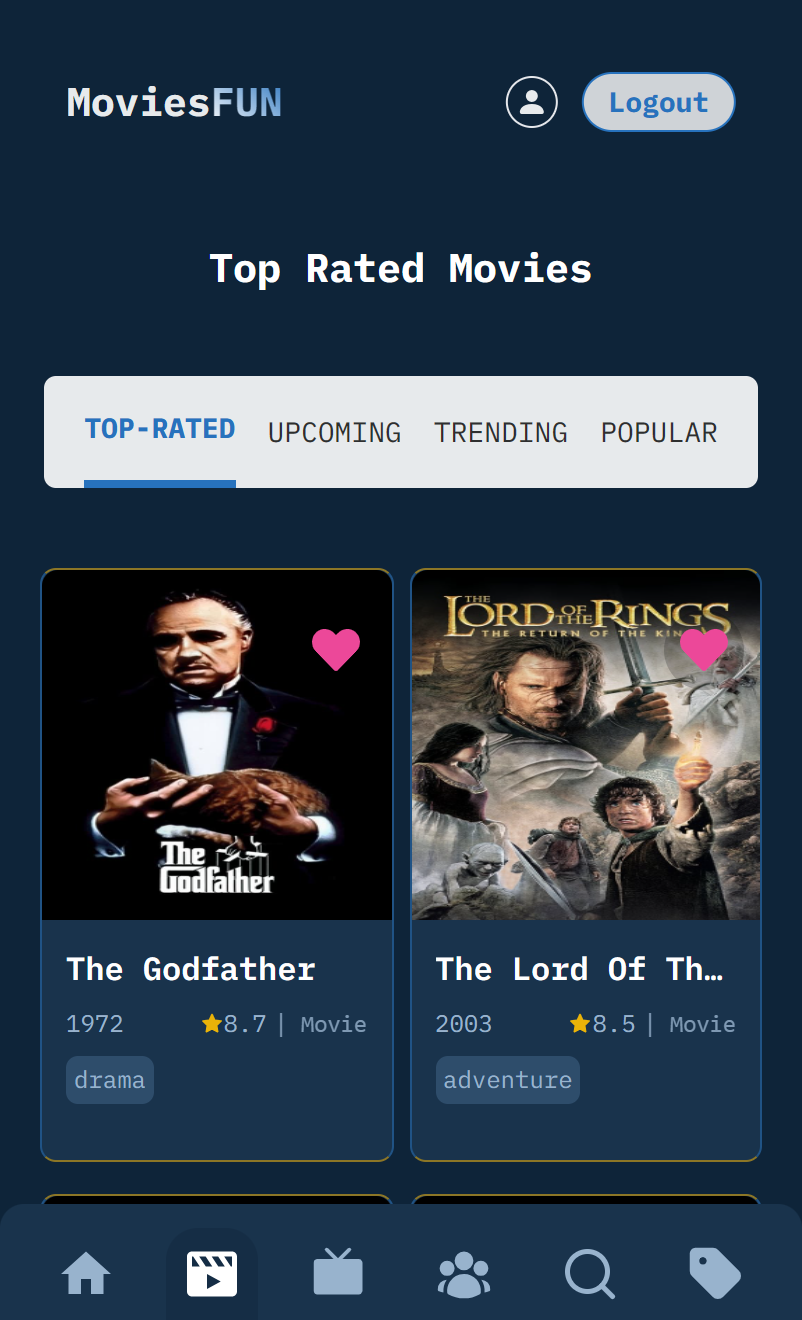 MoviesFUN
Logout
Top Rated Movies
TOP-RATED UPCOMING TRENDING POPULAR
The
Godfather
THE
LORD OF THE RINGS
THE RETURN OF THE KIN
The Godfather
1972 8.7 | Movie
drama
The Lord Of Th…
2003 8.5 | Movie
adventure